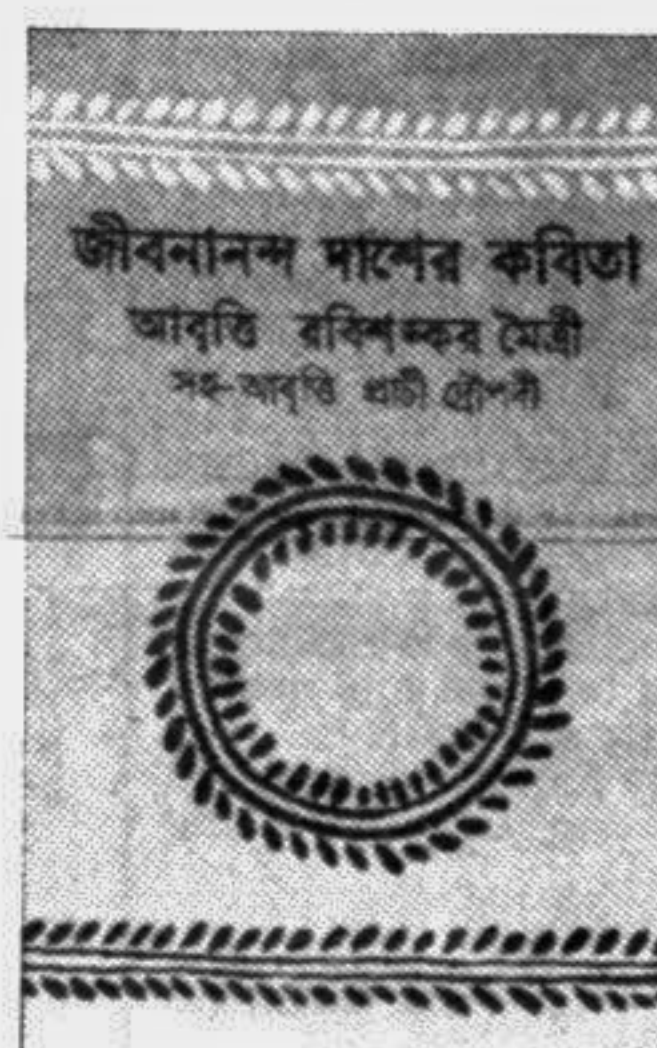 জীবনানন্দ দাশের কবিতা
আবৃত্তি রবিশঙ্কর মৈত্রী
সহ-আবৃত্তি প্রাচী দ্রৌপদী